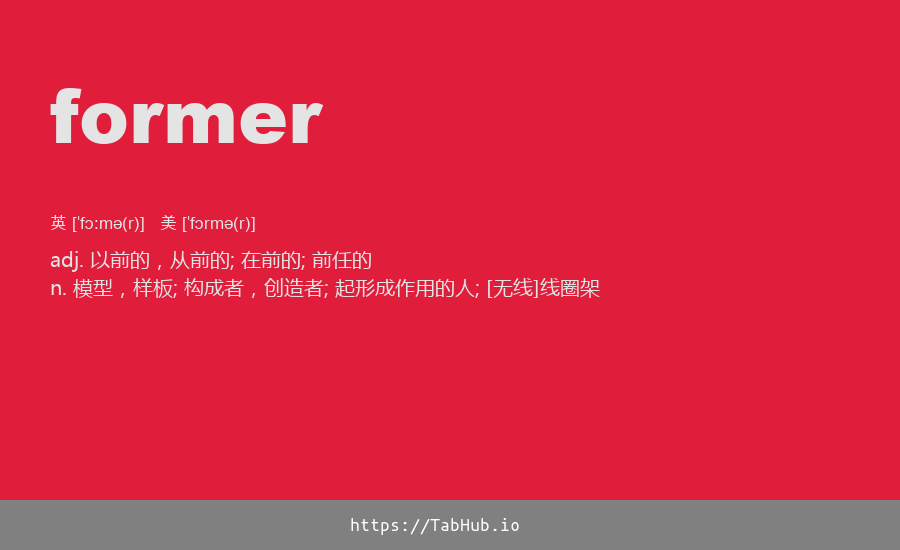 former
英 [ˈfɔːmə(r)] 美 [ˈfɔrmə(r)]
adj. 以前的，从前的; 在前的; 前任的
n. 模型，样板; 构成者，创造者; 起形成作用的人; [无线]线圈架
https://TabHub.io